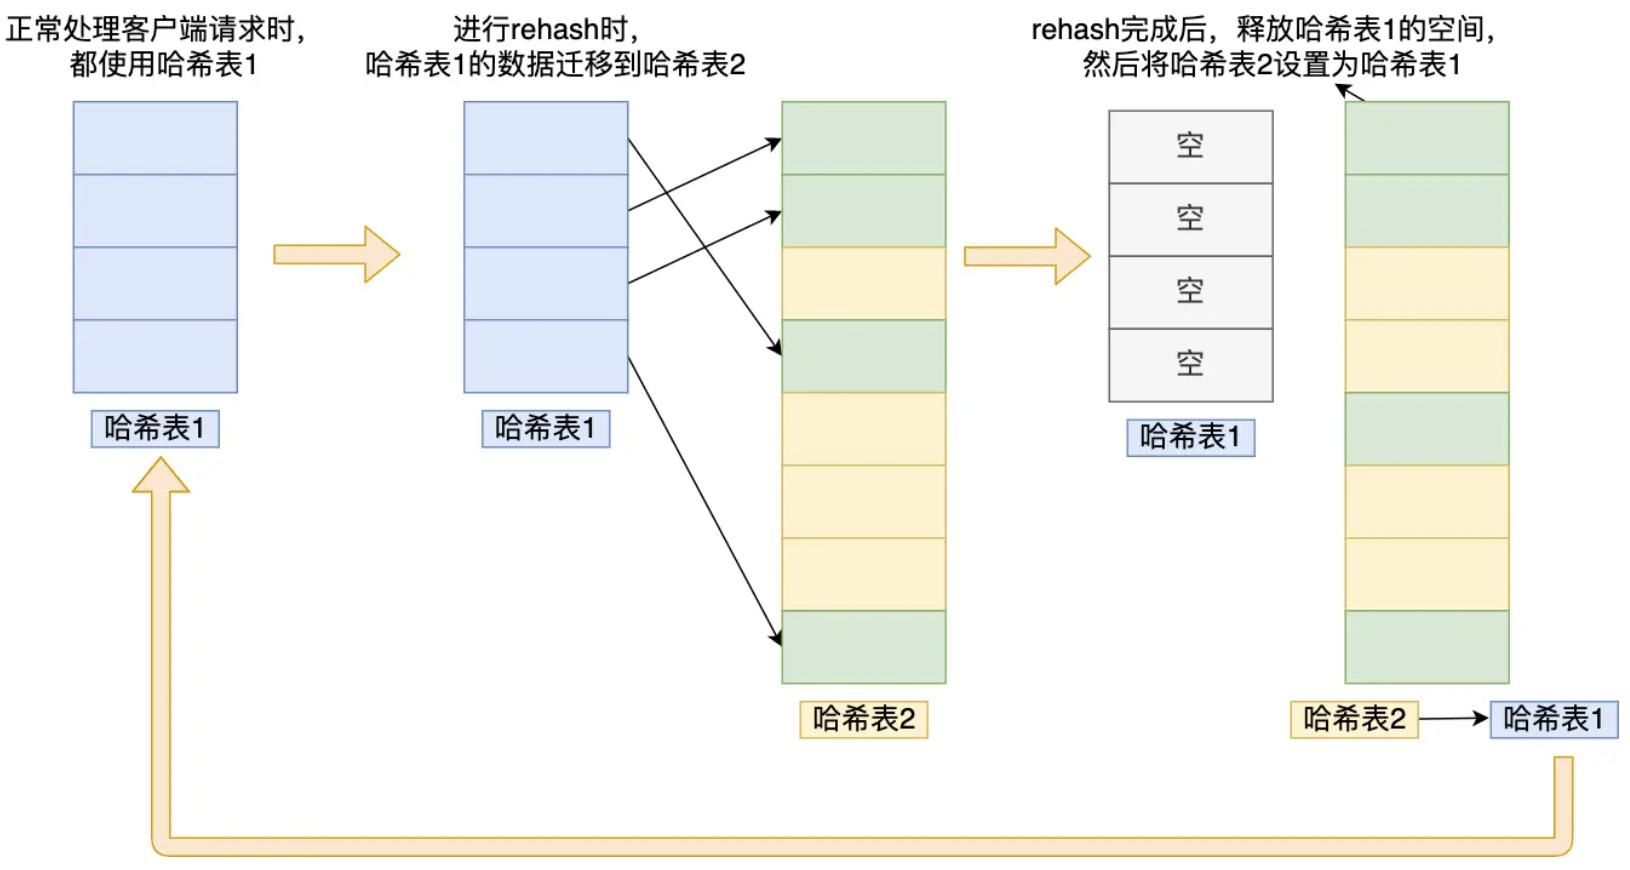 正常处理客户端请求时，
都使用哈希表1
进行rehash时，
哈希表1的数据迁移到哈希表2
rehash完成后，释放哈希表1的空间，
然后将哈希表2设置为哈希表1
空
空
空
空
哈希表1
哈希表1
哈希表1
哈希表2
哈希表2
哈希表1